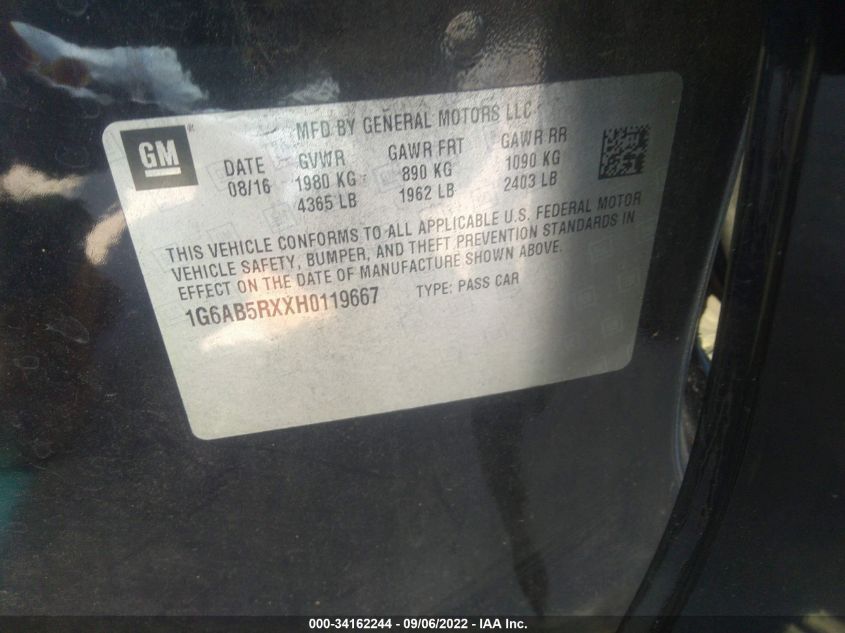 MFD BY GENERAL MOTORS LLC
GM
DATE GVWR GAWR FRT GAWR RR
08/16 1980 KG 890 KG 1090 KG
4365 LB 1962 LB 2403 LB
THIS VEHICLE CONFORMS TO ALL APPLICABLE U.S. FEDERAL MOTOR
VEHICLE SAFETY, BUMPER, AND THEFT PREVENTION STANDARDS IN
EFFECT ON THE DATE OF MANUFACTURE SHOWN ABOVE.
1G6AB5RXXH0119667 TYPE: PASS CAR
000-34162244 - 09/06/2022 - IAA Inc.